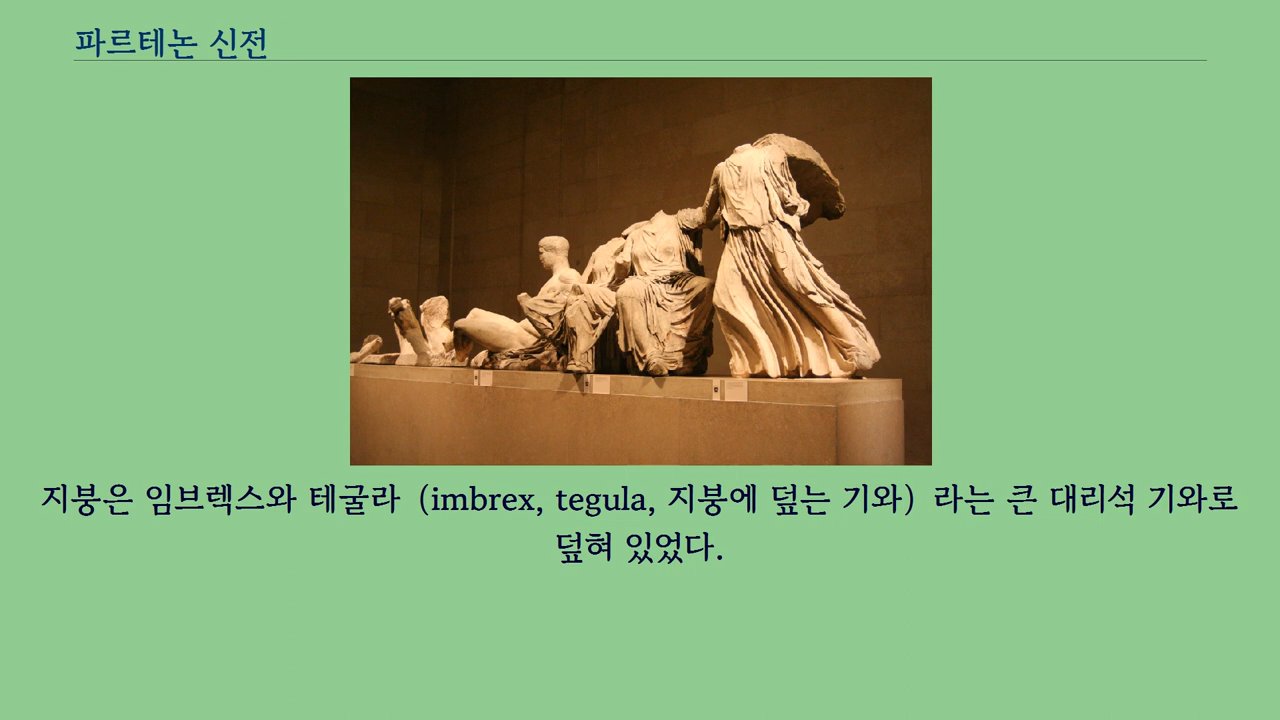 파르테논 신전
지붕은 임브렉스와 테굴라 (imbrex, tegula, 지붕에 덮는 기와) 라는 큰 대리석 기와로
덮혀 있었다.